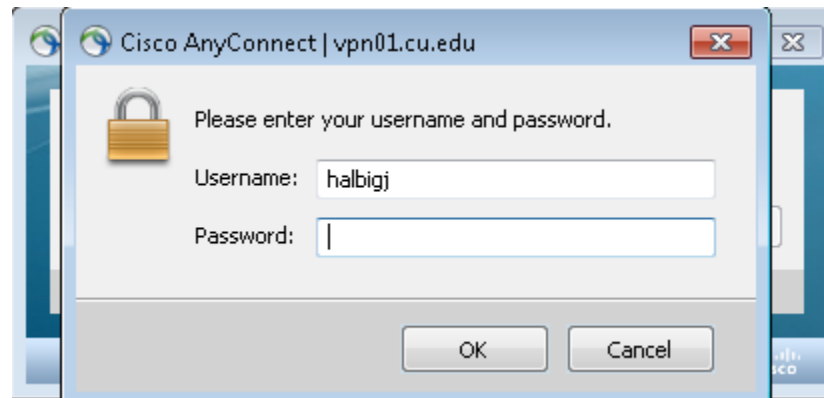 Cisco AnyConnect | vpn01.cu.edu
Please enter your username and password.
Username: halbigj
Password:
OK Cancel